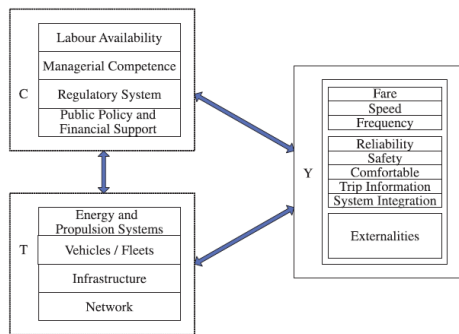 C
Labour Availability
Managerial Competence
Regulatory System
Public Policy and
Financial Support
T
Energy and
Propulsion Systems
Vehicles / Fleets
Infrastructure
Network
Y
Fare
Speed
Frequency
Reliability
Safety
Comfortable
Trip Information
System Integration
Externalities